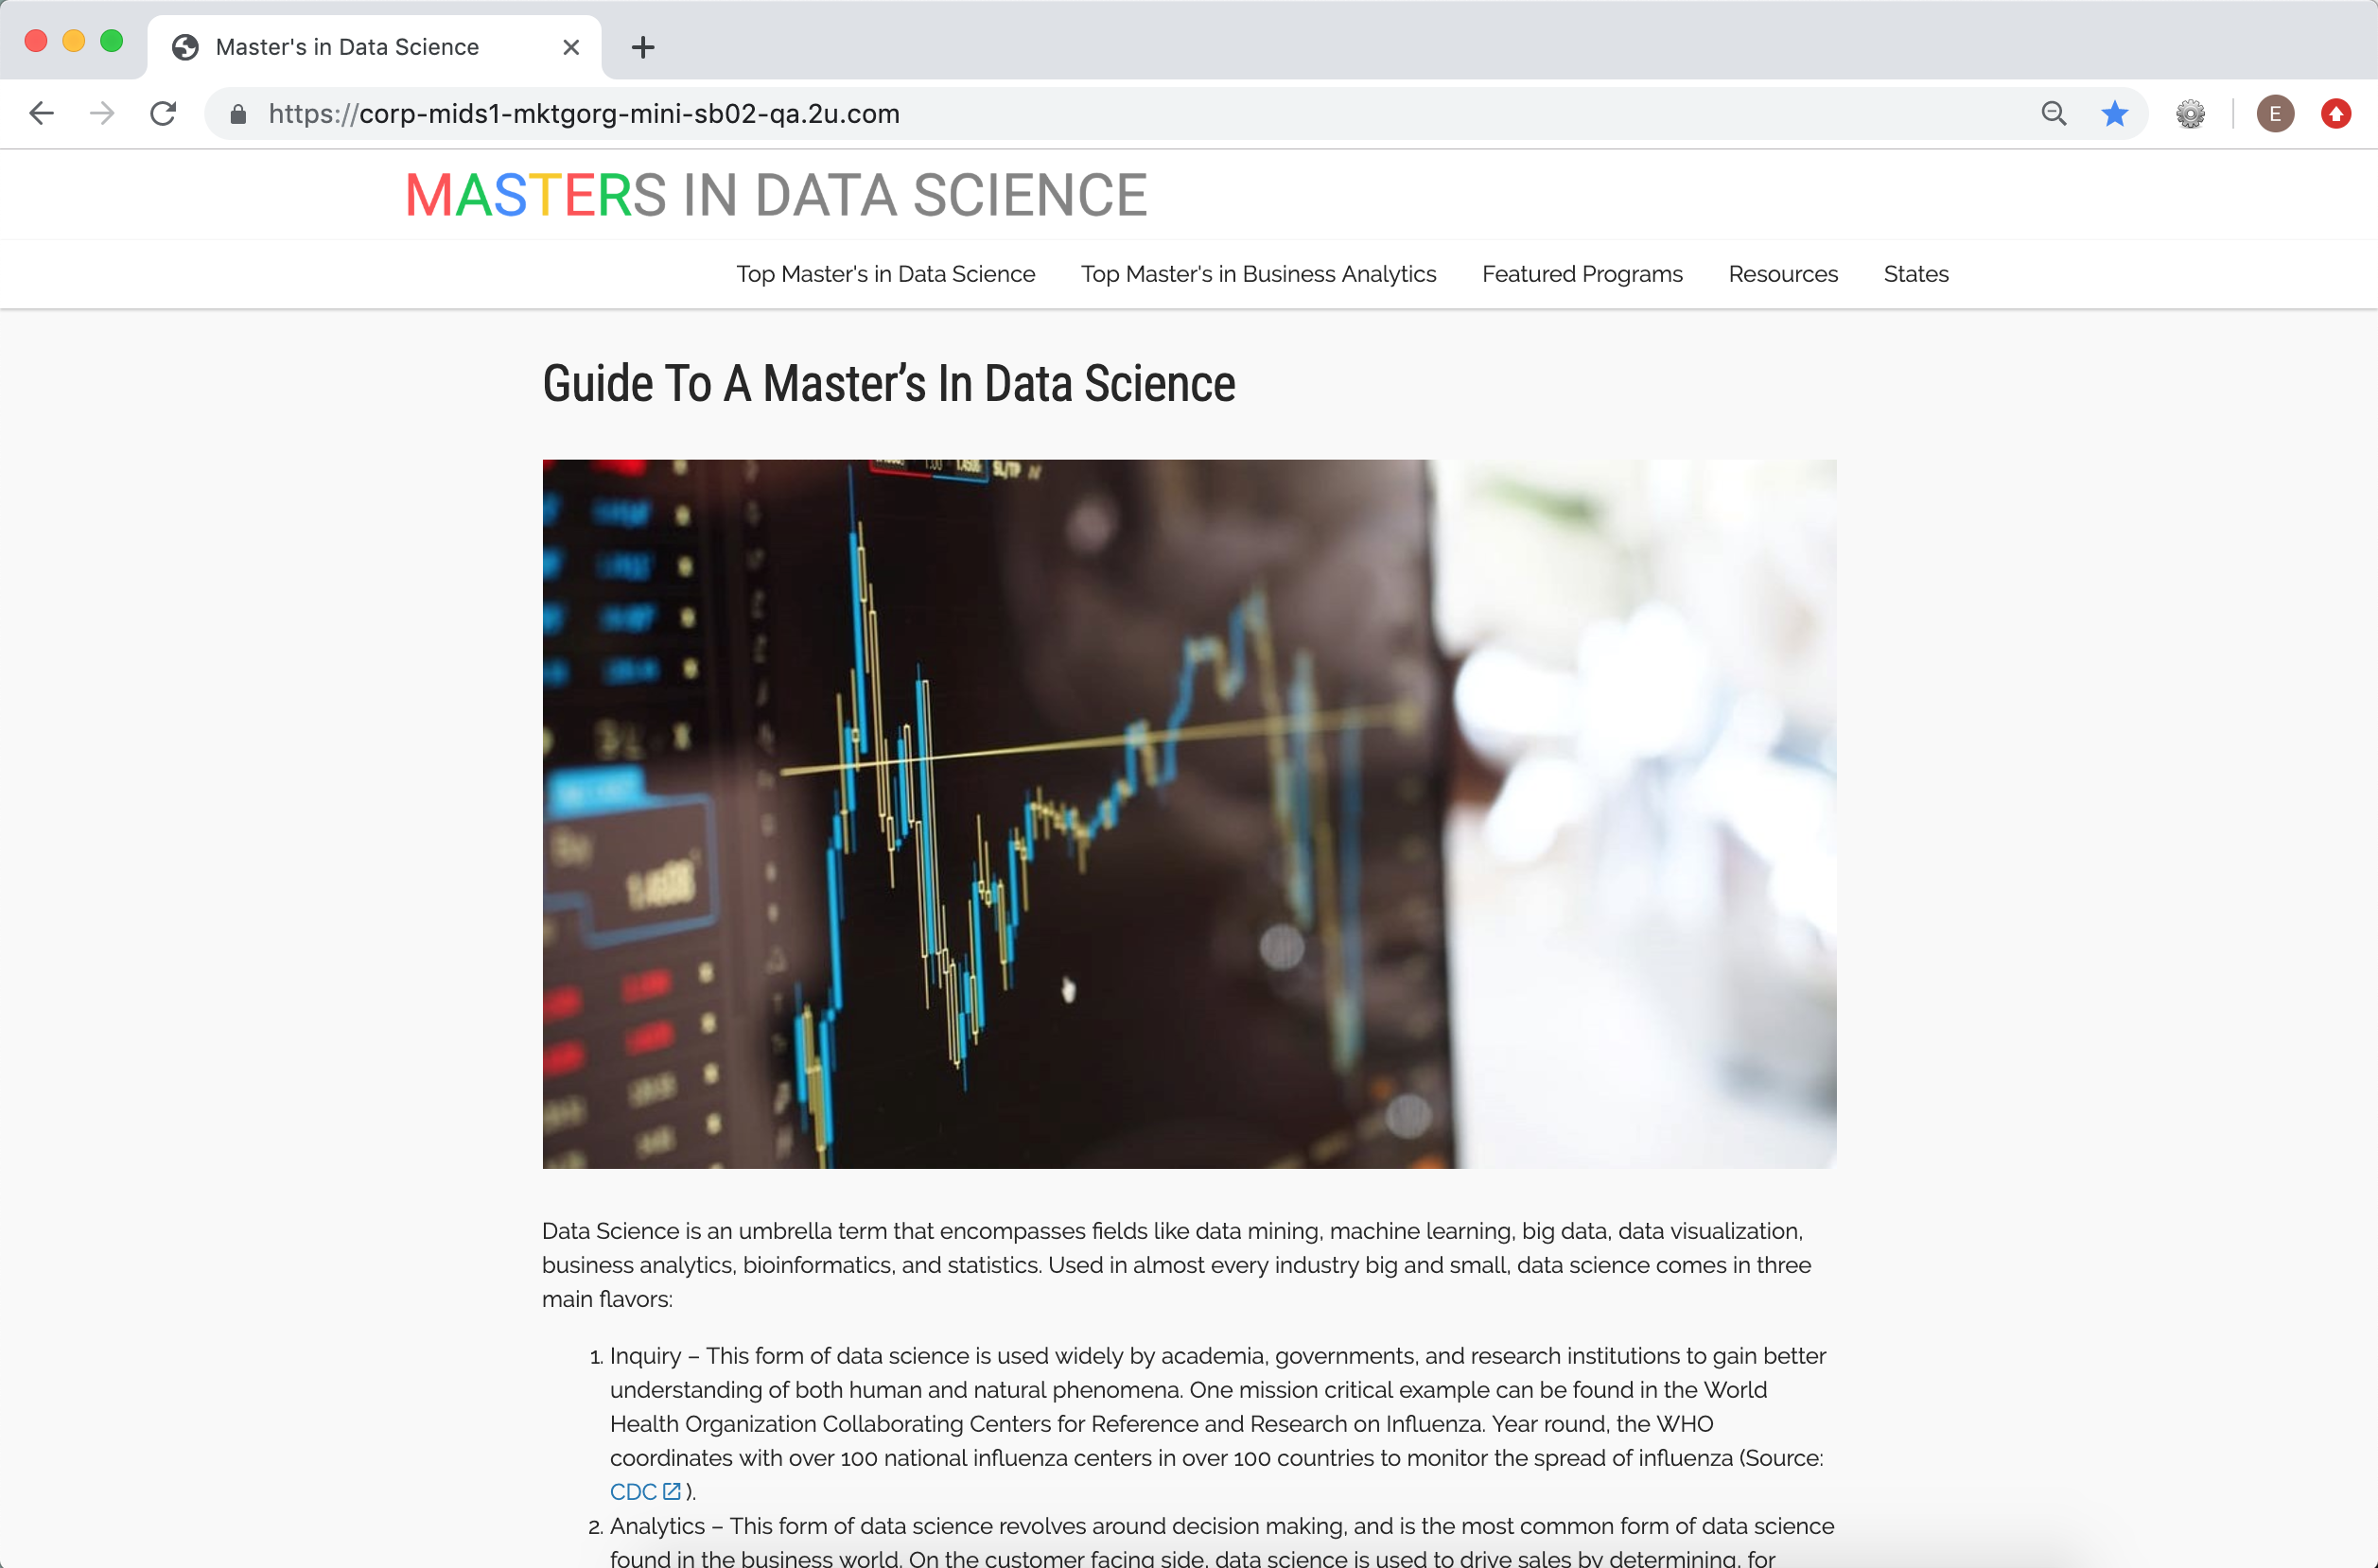 Master's in Data Science
https://corp-mids1-mktgorg-mini-sb02-qa.2u.com
E
MASTERS IN DATA SCIENCE
Top Master's in Data Science Top Master's in Business Analytics Featured Programs Resources States
Guide To A Master’s In Data Science
SL/TP
Data Science is an umbrella term that encompasses fields like data mining, machine learning, big data, data visualization,
business analytics, bioinformatics, and statistics. Used in almost every industry big and small, data science comes in three
main flavors:
1. Inquiry – This form of data science is used widely by academia, governments, and research institutions to gain better
understanding of both human and natural phenomena. One mission critical example can be found in the World
Health Organization Collaborating Centers for Reference and Research on Influenza. Year round, the WHO
coordinates with over 100 national influenza centers in over 100 countries to monitor the spread of influenza (Source:
CDC ).
2. Analytics – This form of data science revolves around decision making, and is the most common form of data science
found in the business world. On the customer facing side, data science is used to drive sales by determining, for